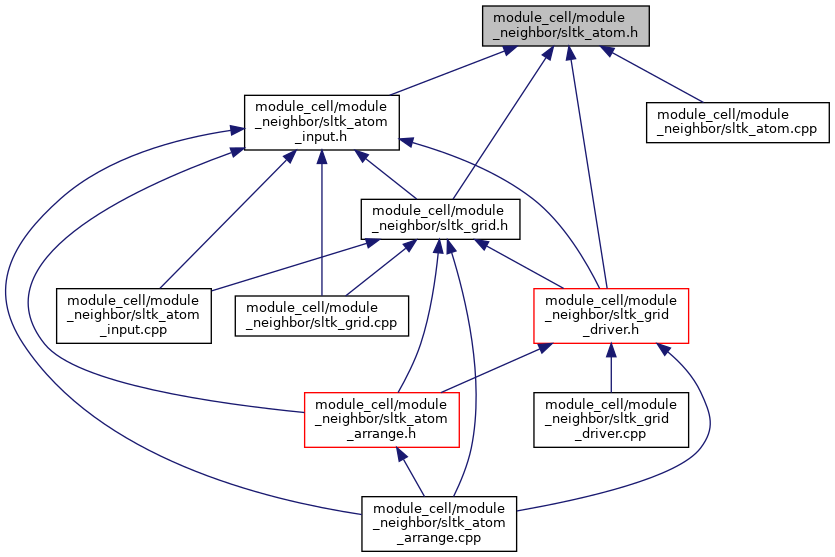 module_cell/module
_neighbor/sltk_atom.h
module_cell/module
_neighbor/sltk_atom
_input.h
module_cell/module
_neighbor/sltk_atom.cpp
module_cell/module
_neighbor/sltk_grid.h
module_cell/module
_neighbor/sltk_atom
_input.cpp
module_cell/module
_neighbor/sltk_grid.cpp
module_cell/module
_neighbor/sltk_grid
_driver.h
module_cell/module
_neighbor/sltk_atom
_arrange.h
module_cell/module
_neighbor/sltk_grid
_driver.cpp
module_cell/module
_neighbor/sltk_atom
_arrange.cpp